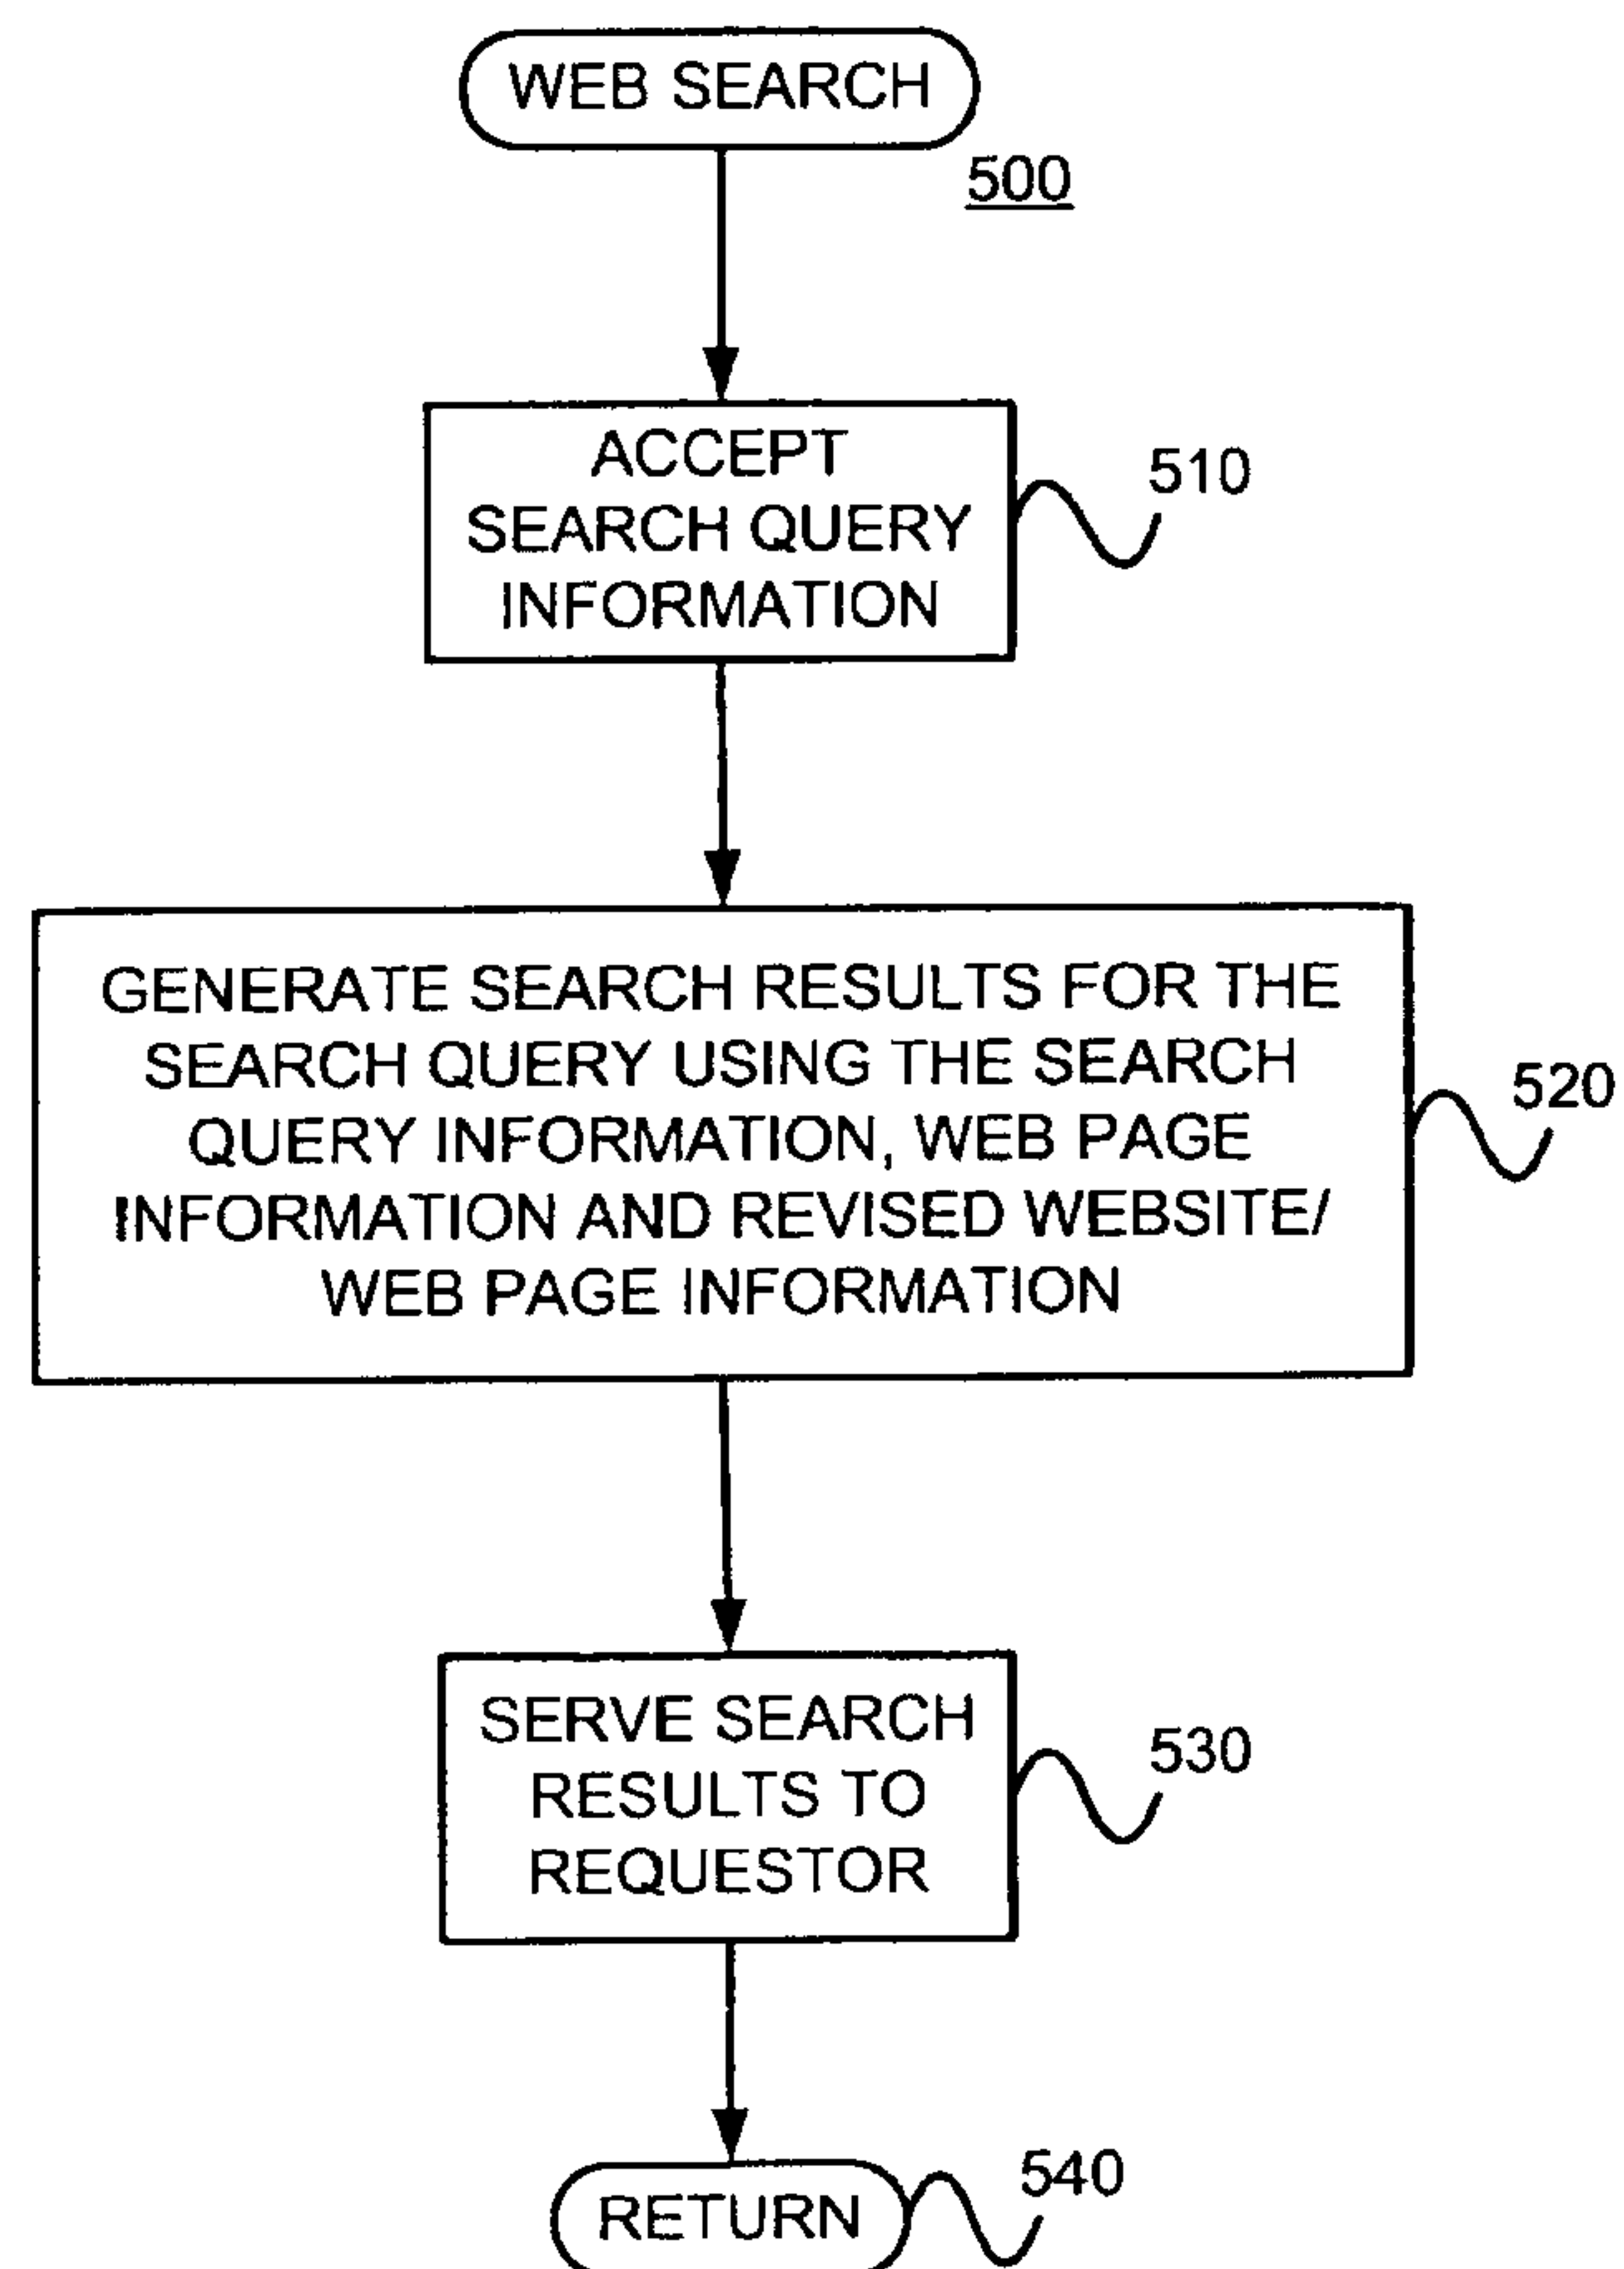 WEB SEARCH
500
ACCEPT
SEARCH QUERY
INFORMATION
510
GENERATE SEARCH RESULTS FOR THE
SEARCH QUERY USING THE SEARCH
QUERY INFORMATION, WEB PAGE
INFORMATION AND REVISED WEBSITE/
WEB PAGE INFORMATION
520
SERVE SEARCH
RESULTS TO
REQUESTOR
530
RETURN
540